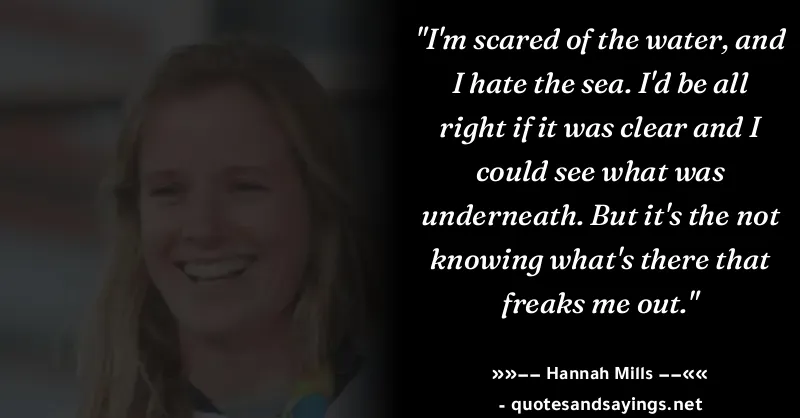 "I'm scared of the water, and
I hate the sea. I'd be all
right if it was clear and I
could see what was
underneath. But it's the not
knowing what's there that
freaks me out."
»»−− Hannah Mills −−««
- quotesandsayings.net